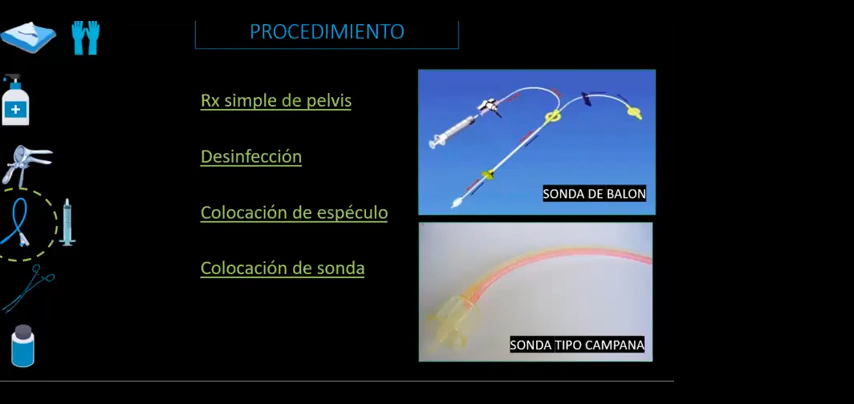 PROCEDIMIENTO
Rx simple de pelvis
Desinfección
Colocación de espéculo
Colocación de sonda
SONDA DE BALON
SONDA TIPO CAMPANA